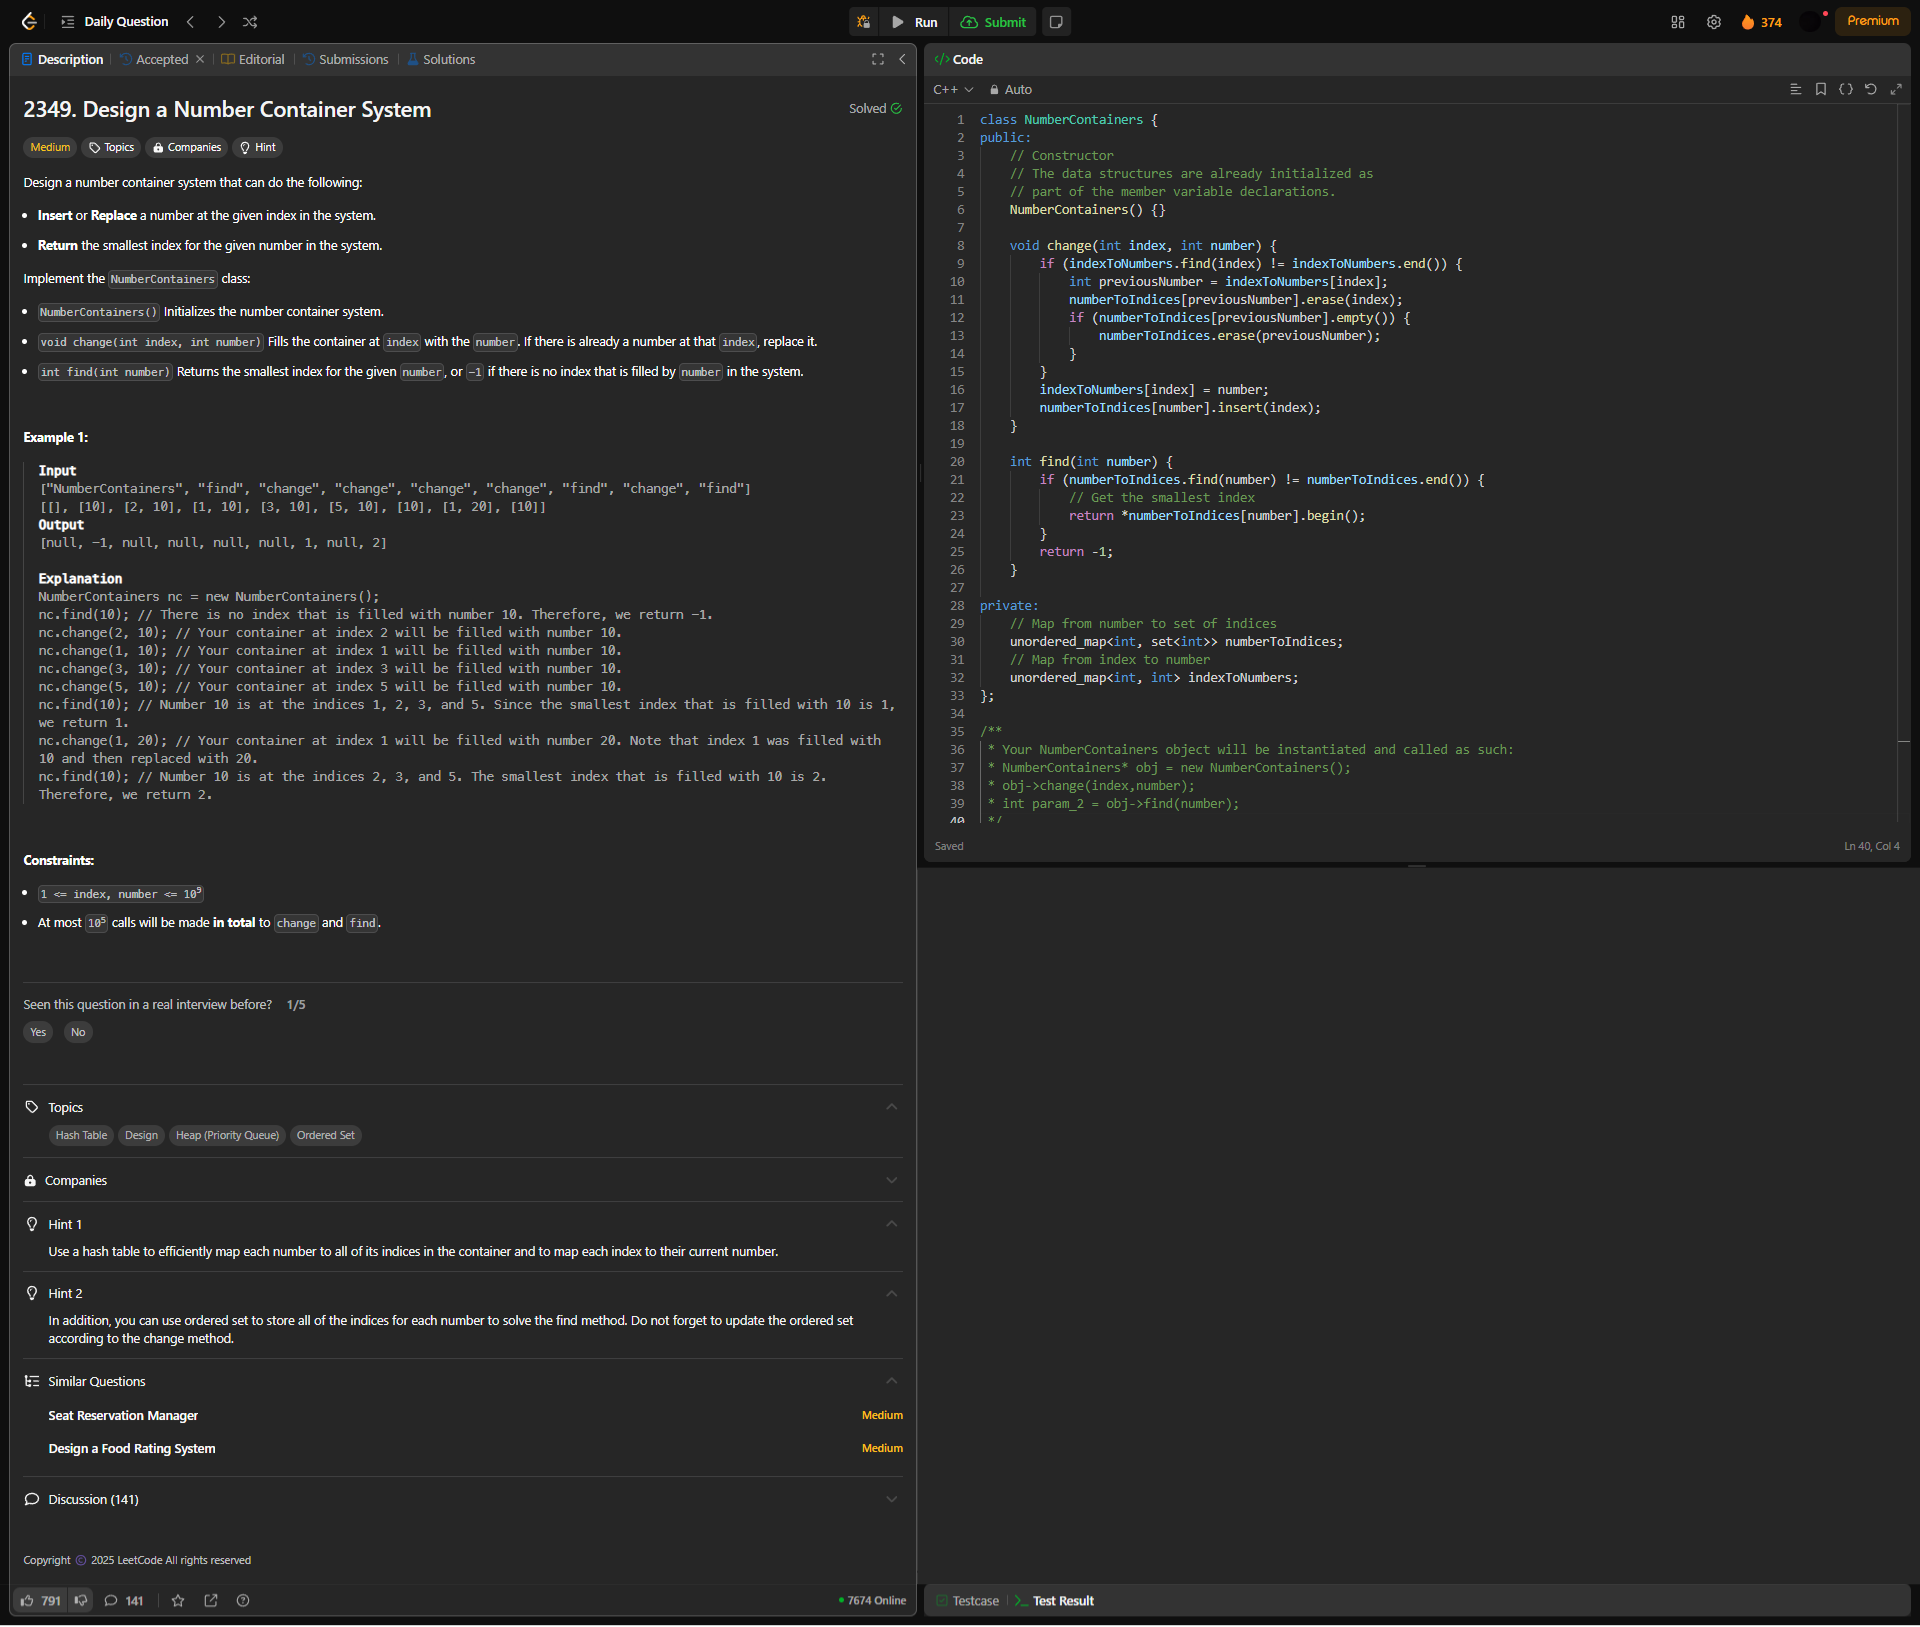 Daily Question
Run
Submit
374
Premium
Description
Accepted
Editorial
Submissions
Solutions
2349. Design a Number Container System
Solved
Medium
Topics
Companies
Hint
Design a number container system that can do the following:
• Insert or Replace a number at the given index in the system.
• Return the smallest index for the given number in the system.
Implement the NumberContainers class:
• NumberContainers() Initializes the number container system.
• void change(int index, int number) Fills the container at index with the number. If there is already a number at that index, replace it.
• int find(int number) Returns the smallest index for the given number, or -1 if there is no index that is filled by number in the system.
Example 1:
Input
["NumberContainers", "find", "change", "change", "change", "change", "find", "change", "find"]
[[], [10], [2, 10], [1, 10], [3, 10], [5, 10], [10], [1, 20], [10]]
Output
[null, -1, null, null, null, null, 1, null, 2]
Explanation
NumberContainers nc = new NumberContainers();
nc.find(10); // There is no index that is filled with number 10. Therefore, we return -1.
nc.change(2, 10); // Your container at index 2 will be filled with number 10.
nc.change(1, 10); // Your container at index 1 will be filled with number 10.
nc.change(3, 10); // Your container at index 3 will be filled with number 10.
nc.change(5, 10); // Your container at index 5 will be filled with number 10.
nc.find(10); // Number 10 is at the indices 1, 2, 3, and 5. Since the smallest index that is filled with 10 is 1,
we return 1.
nc.change(1, 20); // Your container at index 1 will be filled with number 20. Note that index 1 was filled with
10 and then replaced with 20.
nc.find(10); // Number 10 is at the indices 2, 3, and 5. The smallest index that is filled with 10 is 2.
Therefore, we return 2.
Constraints:
• 1 <= index, number <= 10⁹
• At most 10⁵ calls will be made in total to change and find.
Seen this question in a real interview before? 1/5
Yes
No
Topics
Hash Table
Design
Heap (Priority Queue)
Ordered Set
Companies
Hint 1
Use a hash table to efficiently map each number to all of its indices in the container and to map each index to their current number.
Hint 2
In addition, you can use ordered set to store all of the indices for each number to solve the find method. Do not forget to update the ordered set
according to the change method.
Similar Questions
Seat Reservation Manager
Medium
Design a Food Rating System
Medium
Discussion (141)
Copyright © 2025 LeetCode All rights reserved
791
141
7674 Online
</> Code
C++
Auto
1 class NumberContainers {
2 public:
3 // Constructor
4 // The data structures are already initialized as
5 // part of the member variable declarations.
6 NumberContainers() {}
7
8 void change(int index, int number) {
9 if (indexToNumbers.find(index) != indexToNumbers.end()) {
10 int previousNumber = indexToNumbers[index];
11 numberToIndices[previousNumber].erase(index);
12 if (numberToIndices[previousNumber].empty()) {
13 numberToIndices.erase(previousNumber);
14 }
15 }
16 indexToNumbers[index] = number;
17 numberToIndices[number].insert(index);
18 }
19
20 int find(int number) {
21 if (numberToIndices.find(number) != numberToIndices.end()) {
22 // Get the smallest index
23 return *numberToIndices[number].begin();
24 }
25 return -1;
26 }
27
28 private:
29 // Map from number to set of indices
30 unordered_map<int, set<int>> numberToIndices;
31 // Map from index to number
32 unordered_map<int, int> indexToNumbers;
33 };
34
35 /**
36 * Your NumberContainers object will be instantiated and called as such:
37 * NumberContainers* obj = new NumberContainers();
38 * obj->change(index,number);
39 * int param_2 = obj->find(number);
40 */
Saved
Ln 40, Col 4
Testcase
>_ Test Result